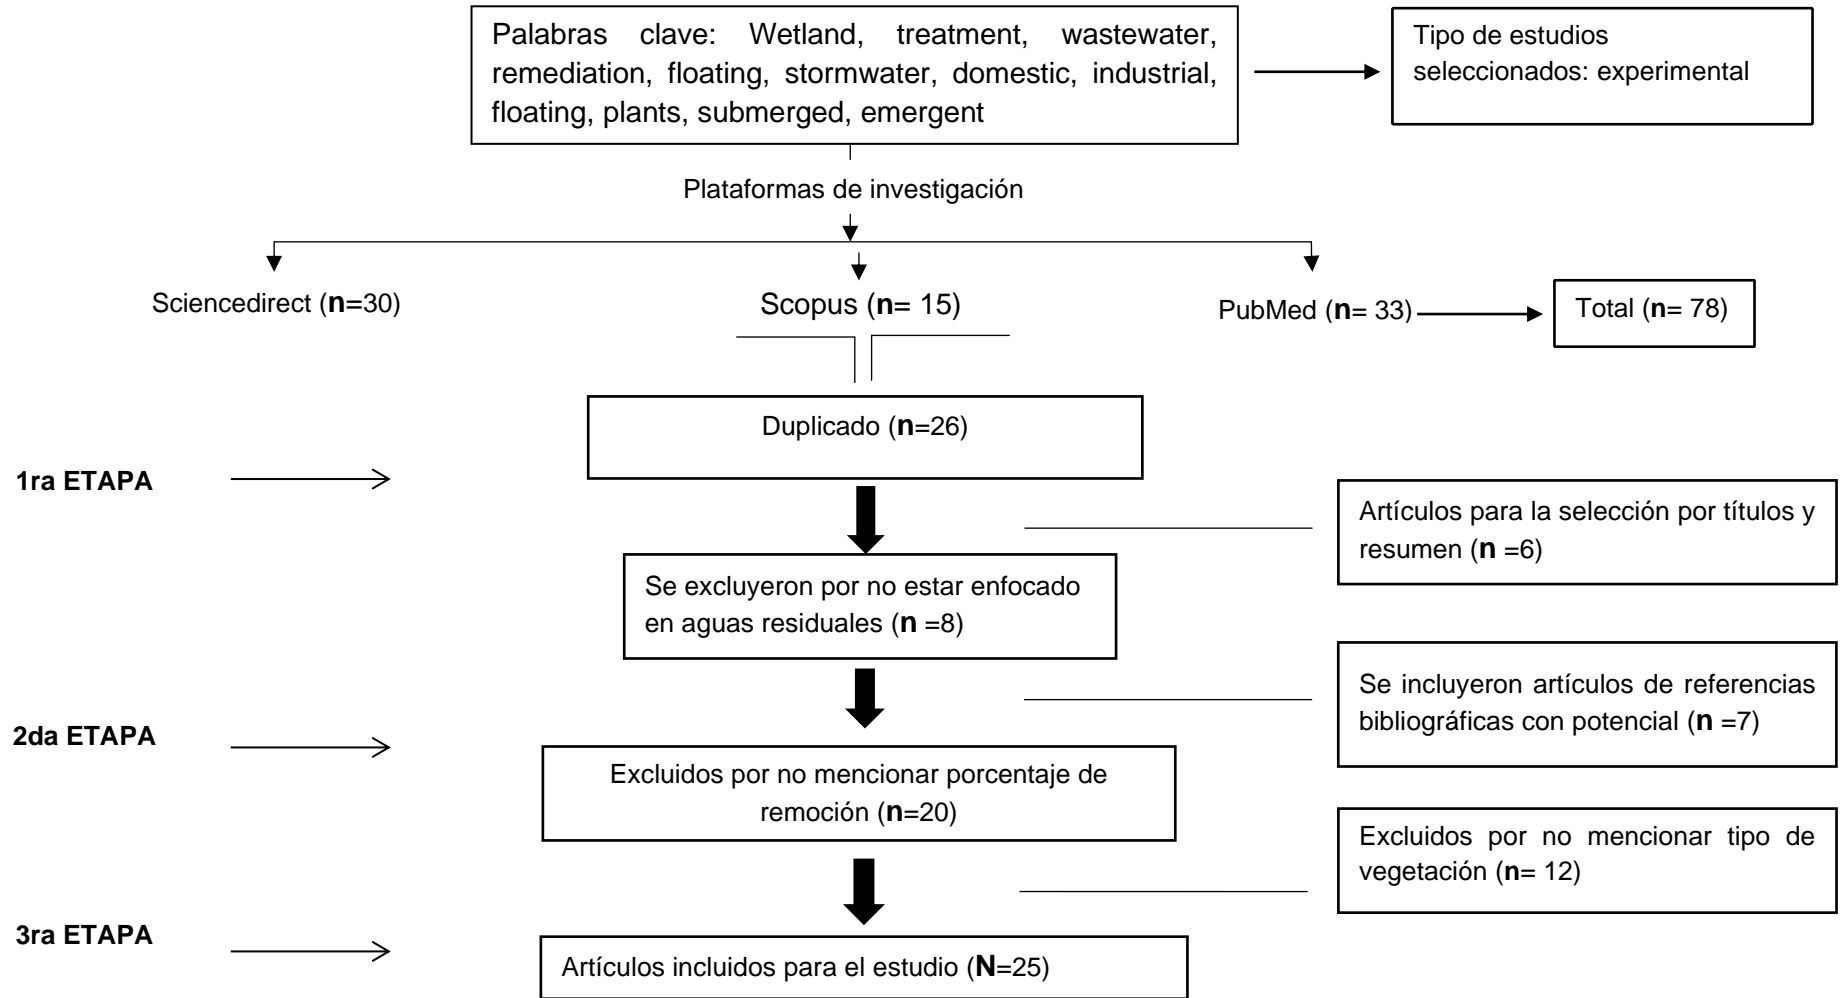 Palabras clave: Wetland, treatment, wastewater,
remediation, floating, stormwater, domestic, industrial,
floating, plants, submerged, emergent
Tipo de estudios
seleccionados: experimental
Plataformas de investigación
Sciencedirect (n=30)
Scopus (n= 15)
PubMed (n= 33)
Total (n= 78)
Duplicado (n=26)
1ra ETAPA
Artículos para la selección por títulos y
resumen (n =6)
Se excluyeron por no estar enfocado
en aguas residuales (n =8)
Se incluyeron artículos de referencias
bibliográficas con potencial (n =7)
2da ETAPA
Excluidos por no mencionar porcentaje de
remoción (n=20)
Excluidos por no mencionar tipo de
vegetación (n= 12)
3ra ETAPA
Artículos incluidos para el estudio (N=25)